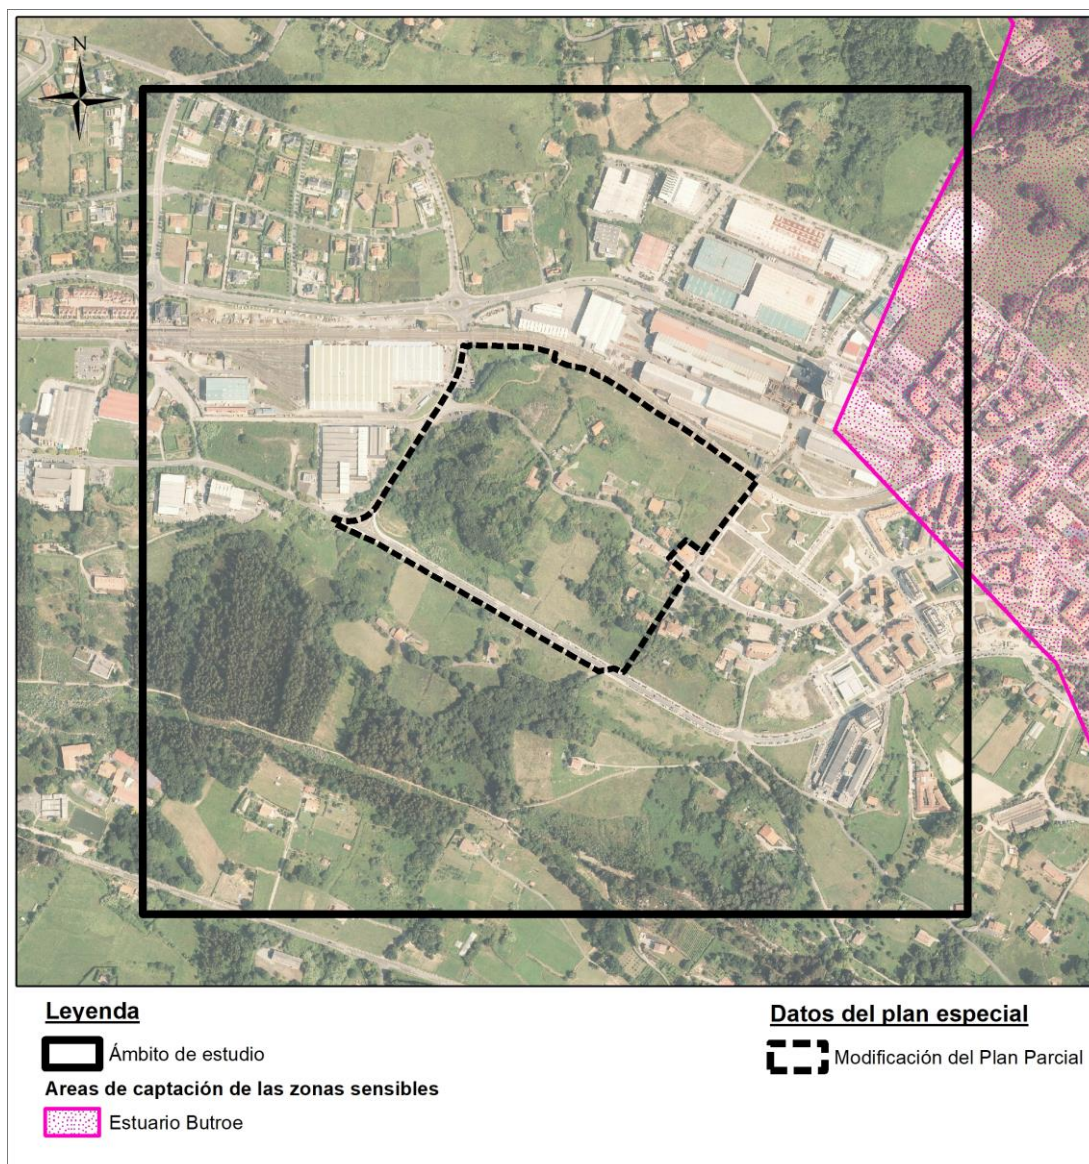 N
Leyenda
Ámbito de estudio
Areas de captación de las zonas sensibles
Estuario Butroe
Datos del plan especial
Modificación del Plan Parcial